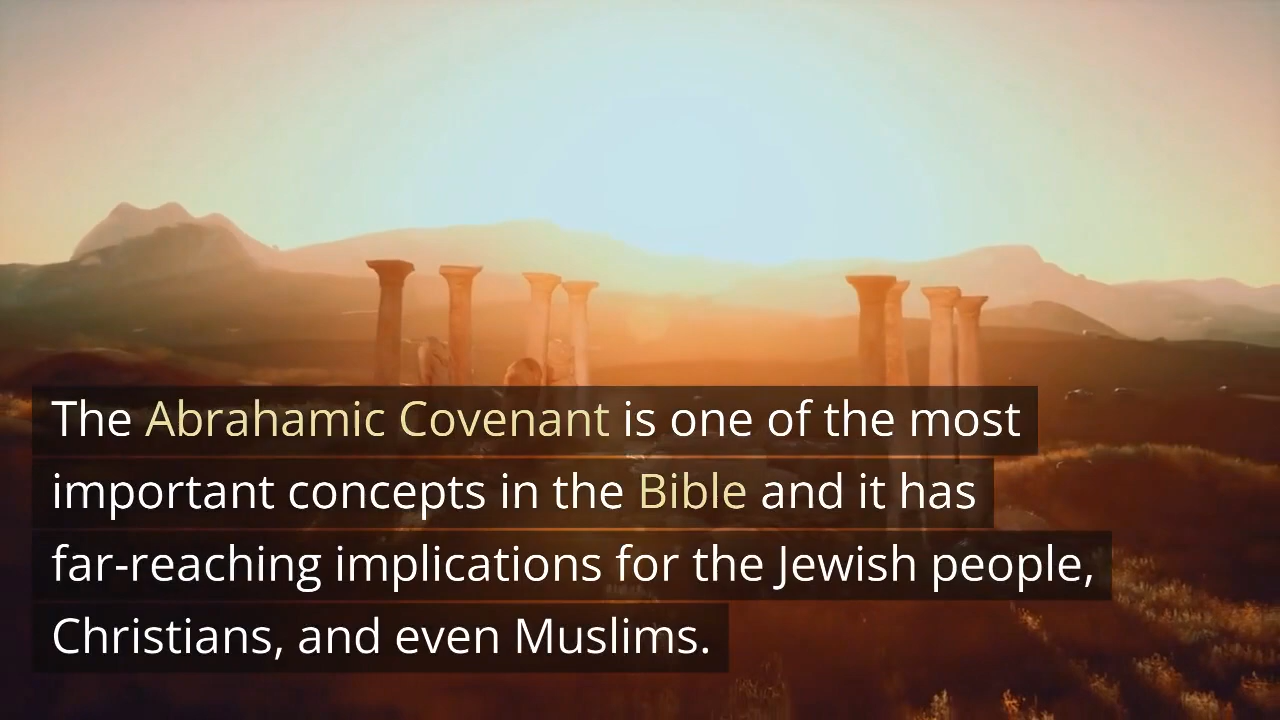 The Abrahamic Covenant is one of the most
important concepts in the Bible and it has
far-reaching implications for the Jewish people,
Christians, and even Muslims.